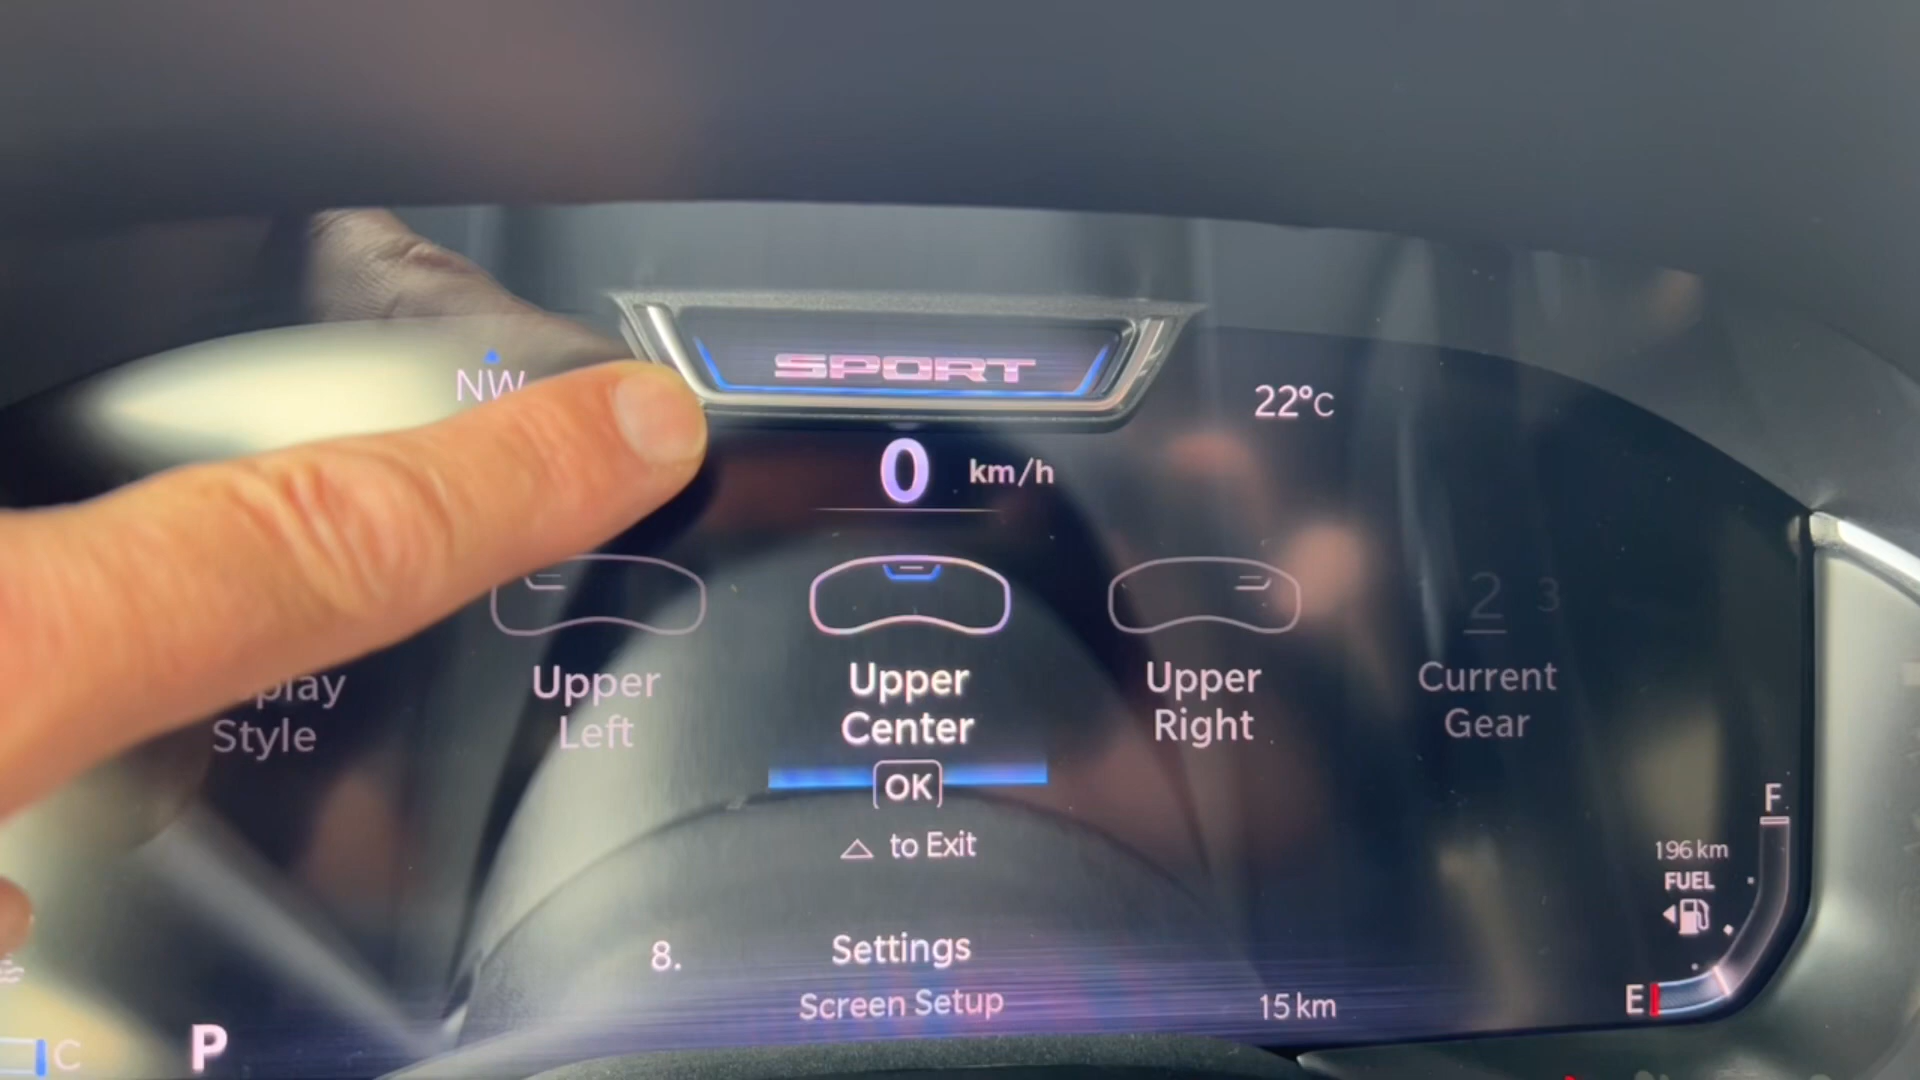 SPORT
NW
22°C
0 km/h
2 3
play
Style
Upper
Left
Upper
Center
Upper
Right
Current
Gear
OK
△ to Exit
F
196 km
FUEL
8. Settings
Screen Setup
15 km
E
P
C